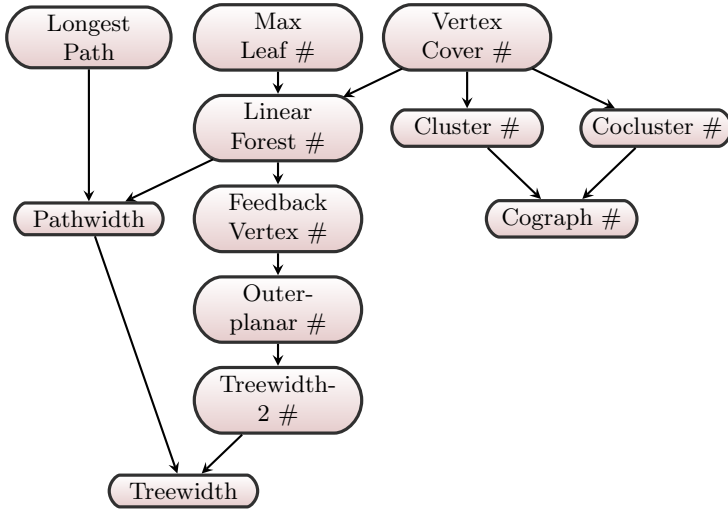 Longest
Path
Max
Leaf #
Vertex
Cover #
Linear
Forest #
Cluster #
Cocluster #
Pathwidth
Feedback
Vertex #
Cograph #
Outer-
planar #
Treewidth-
2 #
Treewidth